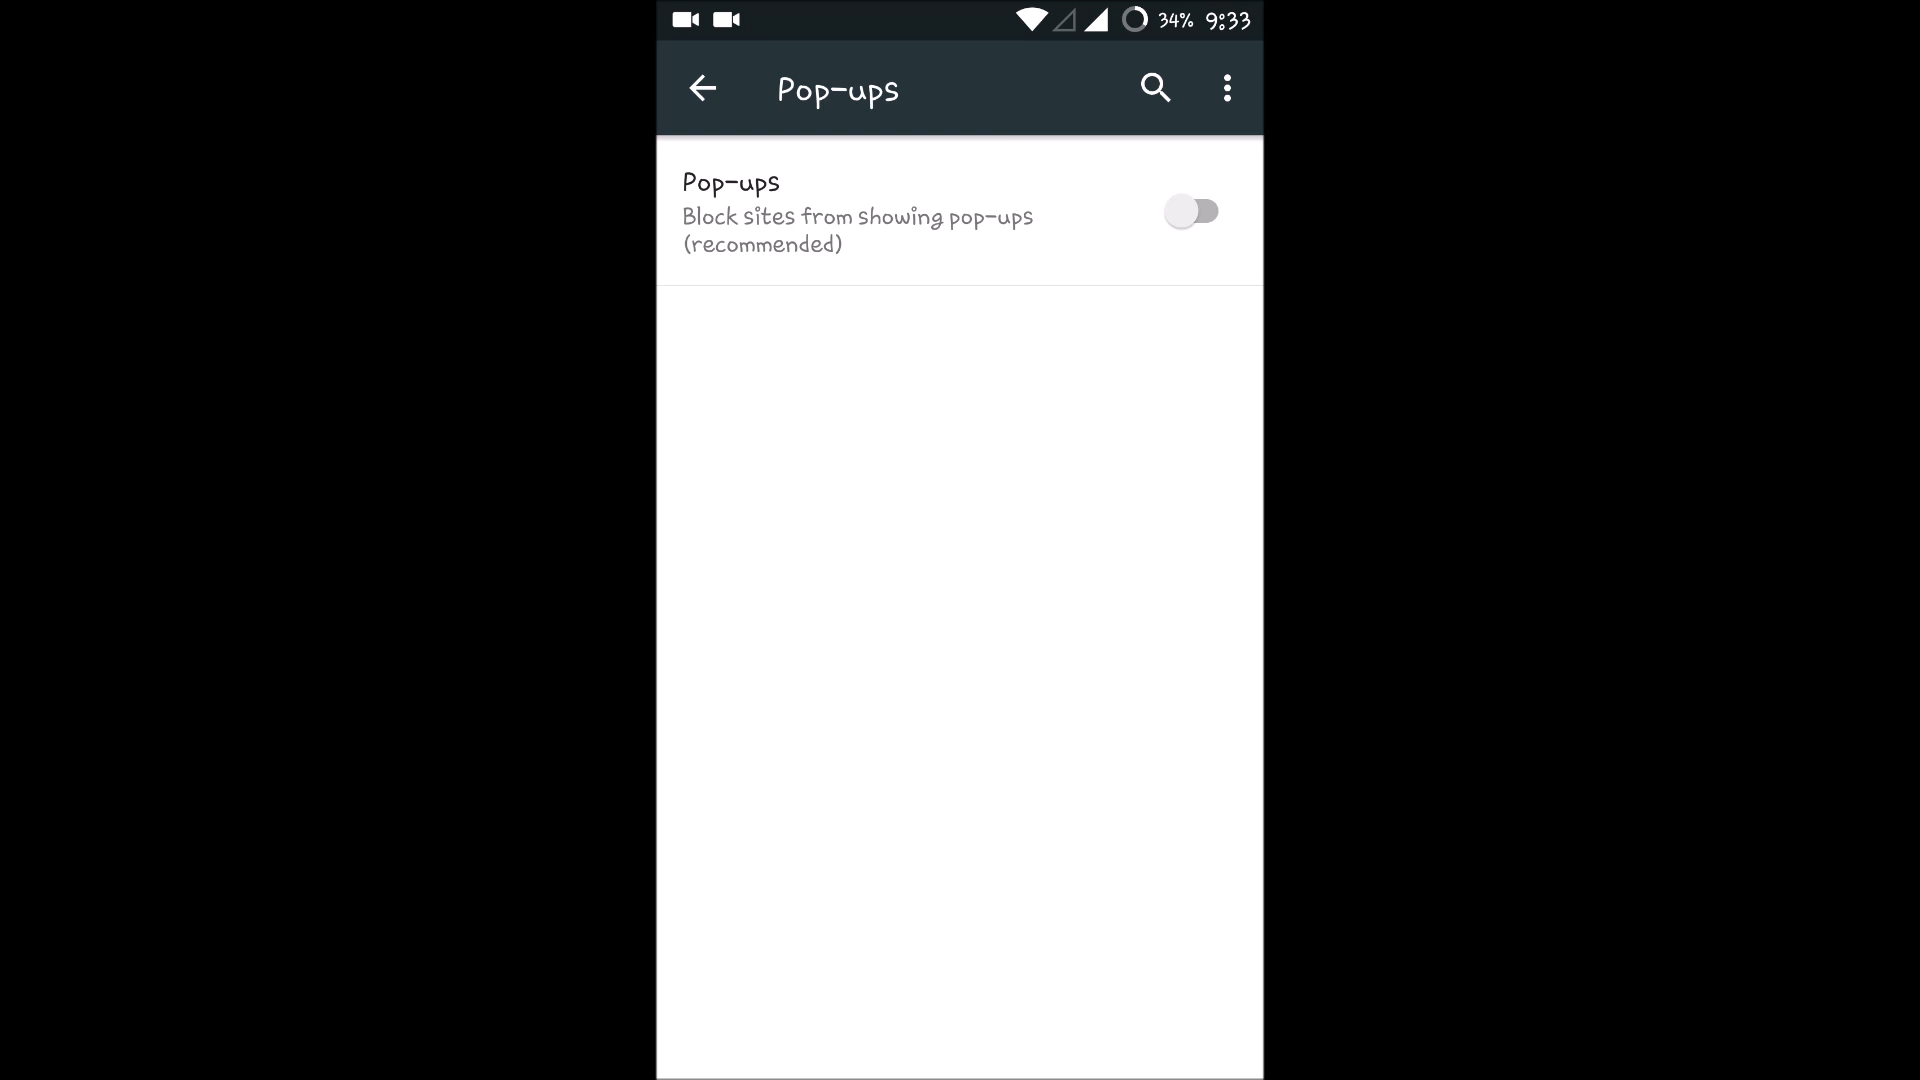 34% 9:33
Pop-ups
Pop-ups
Block sites from showing pop-ups
(recommended)